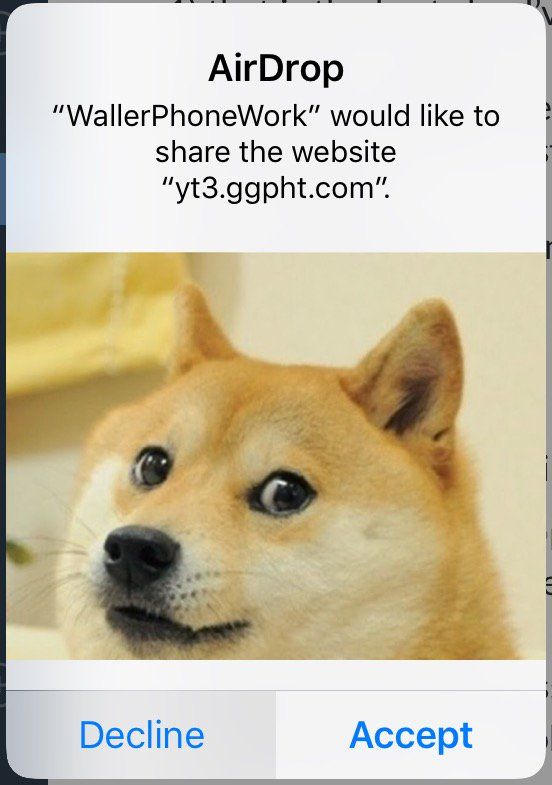 AirDrop
“WallerPhoneWork” would like to
share the website
“yt3.ggpht.com”.
Decline
Accept